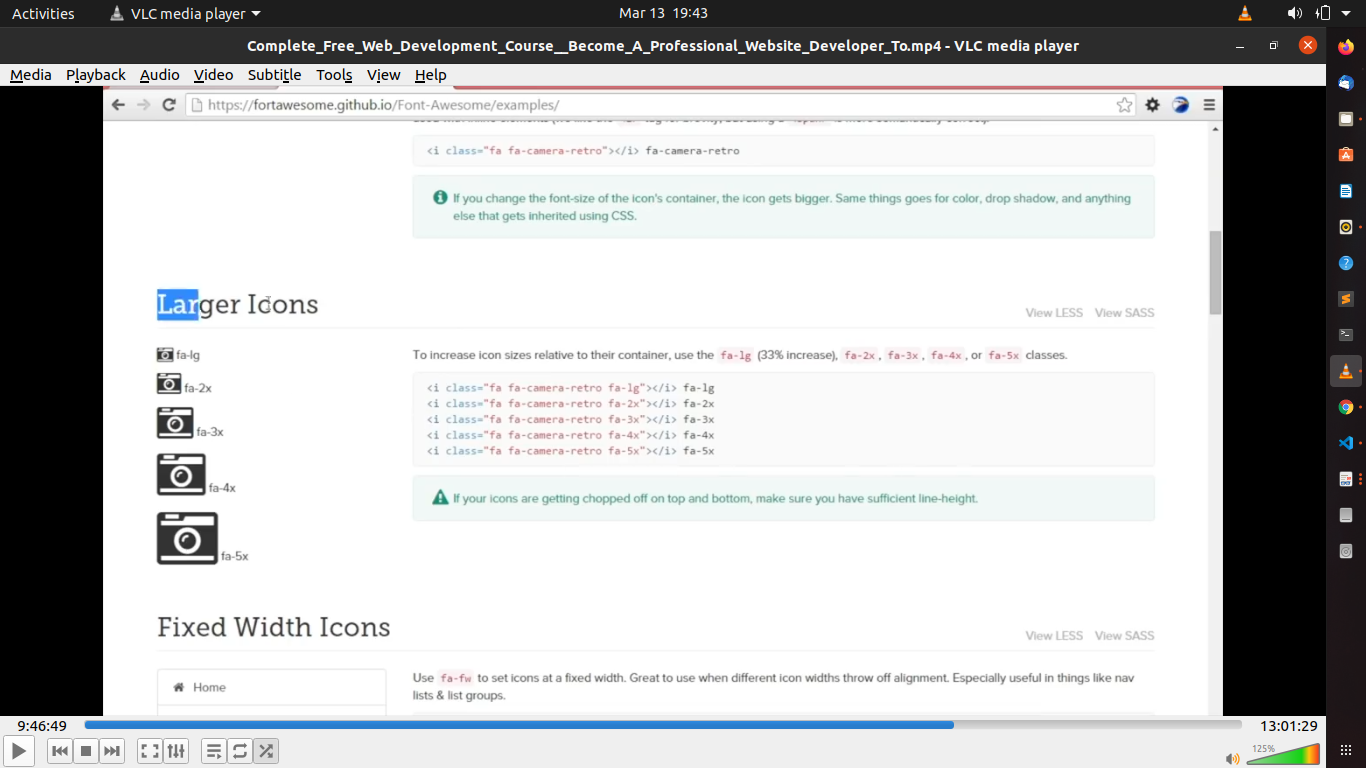 Activities
VLC media player
Mar 13 19:43
Complete_Free_Web_Development_Course__Become_A_Professional_Website_Developer_To.mp4 - VLC media player
Media Playback Audio Video Subtitle Tools View Help
https://fortawesome.github.io/Font-Awesome/examples/
<i class="fa fa-camera-retro"></i> fa-camera-retro
If you change the font-size of the icon's container, the icon gets bigger. Same things goes for color, drop shadow, and anything
else that gets inherited using CSS.
Larger Icons
View LESS View SASS
fa-lg
fa-2x
fa-3x
fa-4x
fa-5x
To increase icon sizes relative to their container, use the fa-lg (33% increase), fa-2x , fa-3x , fa-4x , or fa-5x classes.
<i class="fa fa-camera-retro fa-lg"></i> fa-lg
<i class="fa fa-camera-retro fa-2x"></i> fa-2x
<i class="fa fa-camera-retro fa-3x"></i> fa-3x
<i class="fa fa-camera-retro fa-4x"></i> fa-4x
<i class="fa fa-camera-retro fa-5x"></i> fa-5x
If your icons are getting chopped off on top and bottom, make sure you have sufficient line-height.
Fixed Width Icons
View LESS View SASS
Home
Use fa-fw to set icons at a fixed width. Great to use when different icon widths throw off alignment. Especially useful in things like nav
lists & list groups.
9:46:49
13:01:29
125%